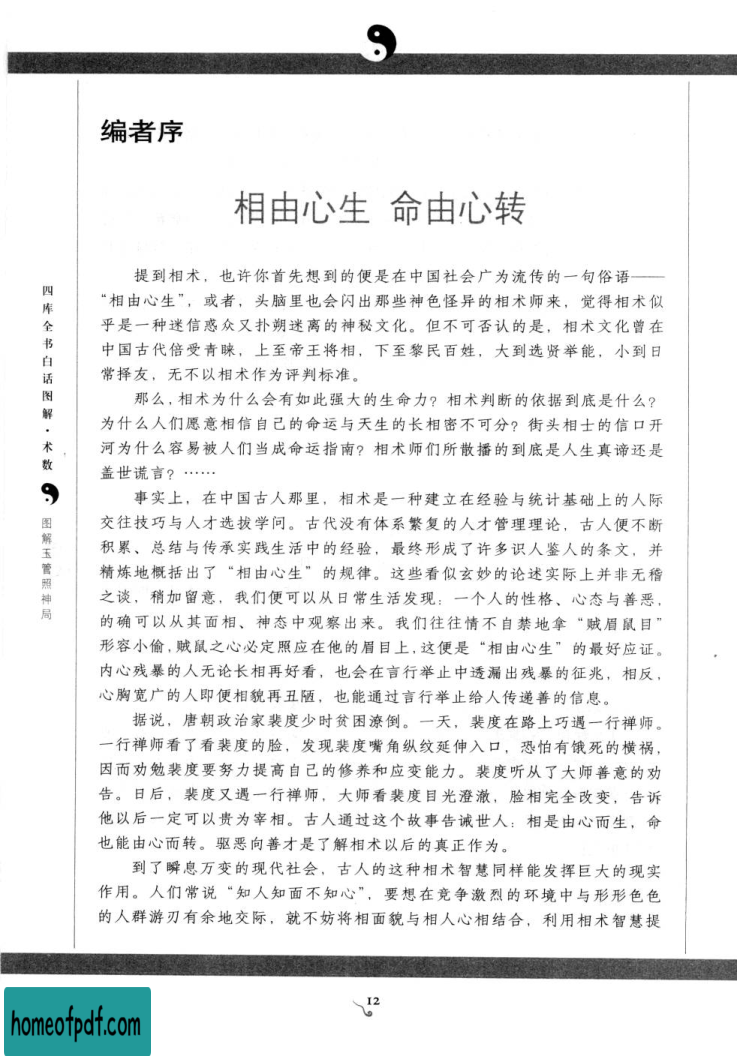 编者序
相由心生 命由心转
提到相术，也许你首先想到的便是在中国社会广为流传的一句俗语——
“相由心生”，或者，头脑里也会闪出那些神色怪异的相术师来，觉得相术似
乎是一种迷信惑众又扑朔迷离的神秘文化。但不可否认的是，相术文化曾在
中国古代倍受青睐，上至帝王将相，下至黎民百姓，大到选贤举能，小到日
常择友，无不以相术作为评判标准。
那么，相术为什么会有如此强大的生命力？相术判断的依据到底是什么？
为什么人们愿意相信自己的命运与天生的长相密不可分？街头相士的信口开
河为什么容易被人们当成命运指南？相术师们所散播的到底是人生真谛还是
盖世谎言？……
事实上，在中国古人那里，相术是一种建立在经验与统计基础上的人际
交往技巧与人才选拔学问。古代没有体系繁复的人才管理理论，古人便不断
积累、总结与传承实践生活中的经验，最终形成了许多识人鉴人的条文，并
精炼地概括出了“相由心生”的规律。这些看似玄妙的论述实际上并非无稽
之谈，稍加留意，我们便可以从日常生活发现：一个人的性格、心态与善恶，
的确可以从其面相、神态中观察出来。我们往往情不自禁地拿“贼眉鼠目”
形容小偷，贼鼠之心必定照应在他的眉目上，这便是“相由心生”的最好应证。
内心残暴的人无论长相再好看，也会在言行举止中透漏出残暴的征兆，相反，
心胸宽广的人即便相貌再丑陋，也能通过言行举止给人传递善的信息。
据说，唐朝政治家裴度少时贫困潦倒。一天，裴度在路上巧遇一行禅师。
一行禅师看了看裴度的脸，发现裴度嘴角纵纹延伸入口，恐怕有饿死的横祸，
因而劝勉裴度要努力提高自己的修养和应变能力。裴度听从了大师善意的劝
告。日后，裴度又遇一行禅师，大师看裴度目光澄澈，脸相完全改变，告诉
他以后一定可以贵为宰相。古人通过这个故事告诫世人：相是由心而生，命
也能由心而转。驱恶向善才是了解相术以后的真正作为。
到了瞬息万变的现代社会，古人的这种相术智慧同样能发挥巨大的现实
作用。人们常说“知人知面不知心”，要想在竞争激烈的环境中与形形色色
的人群游刃有余地交际，就不妨将相面貌与相人心相结合，利用相术智慧提
四库全书白话图解·术数
图解玉管照神局
12
homeofpdf.com